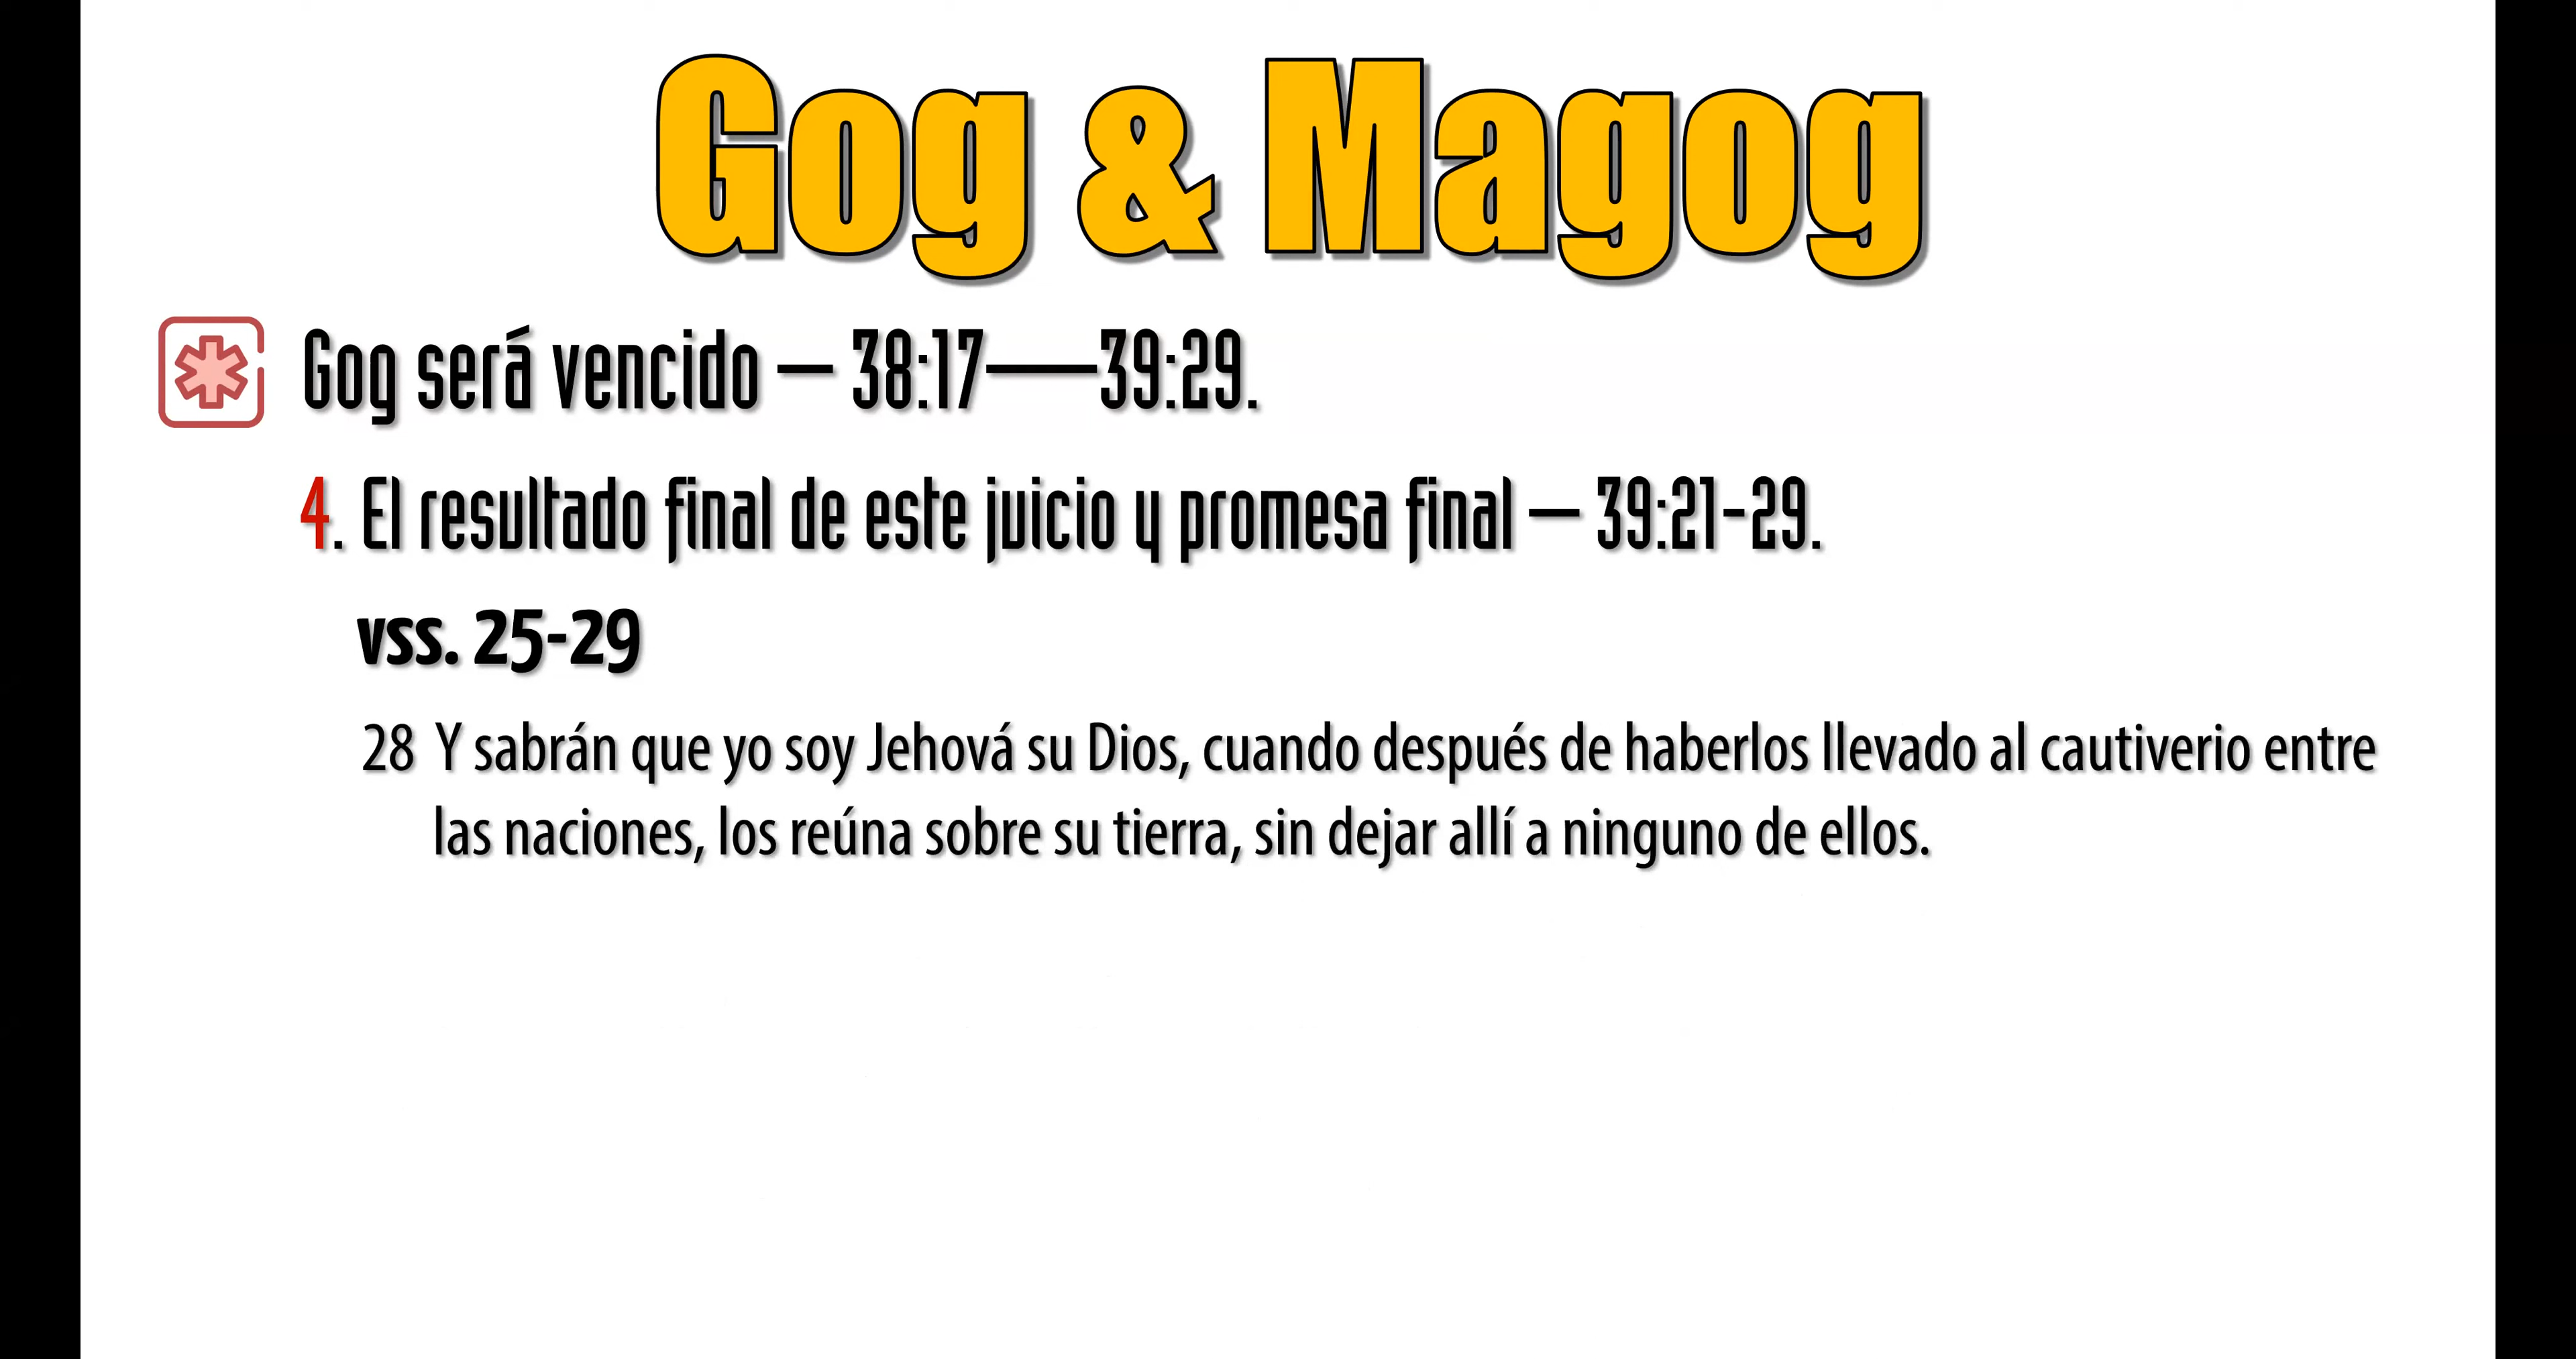 Gog & Magog
Gog será vencido — 38:17——39:29.
4. El resultado final de este juicio y promesa final — 39:21-29.
vss. 25-29
28 Y sabrán que yo soy Jehová su Dios, cuando después de haberlos llevado al cautiverio entre
las naciones, los reúna sobre su tierra, sin dejar allí a ninguno de ellos.